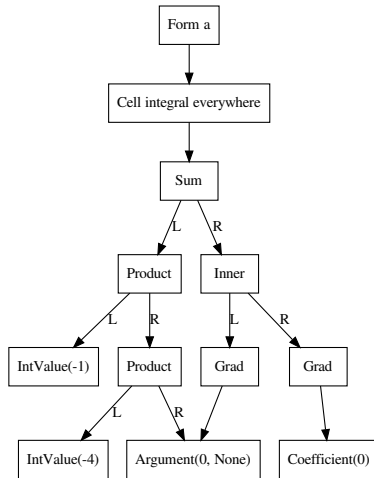 Form a
Cell integral everywhere
Sum
L R
Product Inner
L R L R
IntValue(-1) Product Grad Grad
L R
IntValue(-4) Argument(0, None) Coefficient(0)